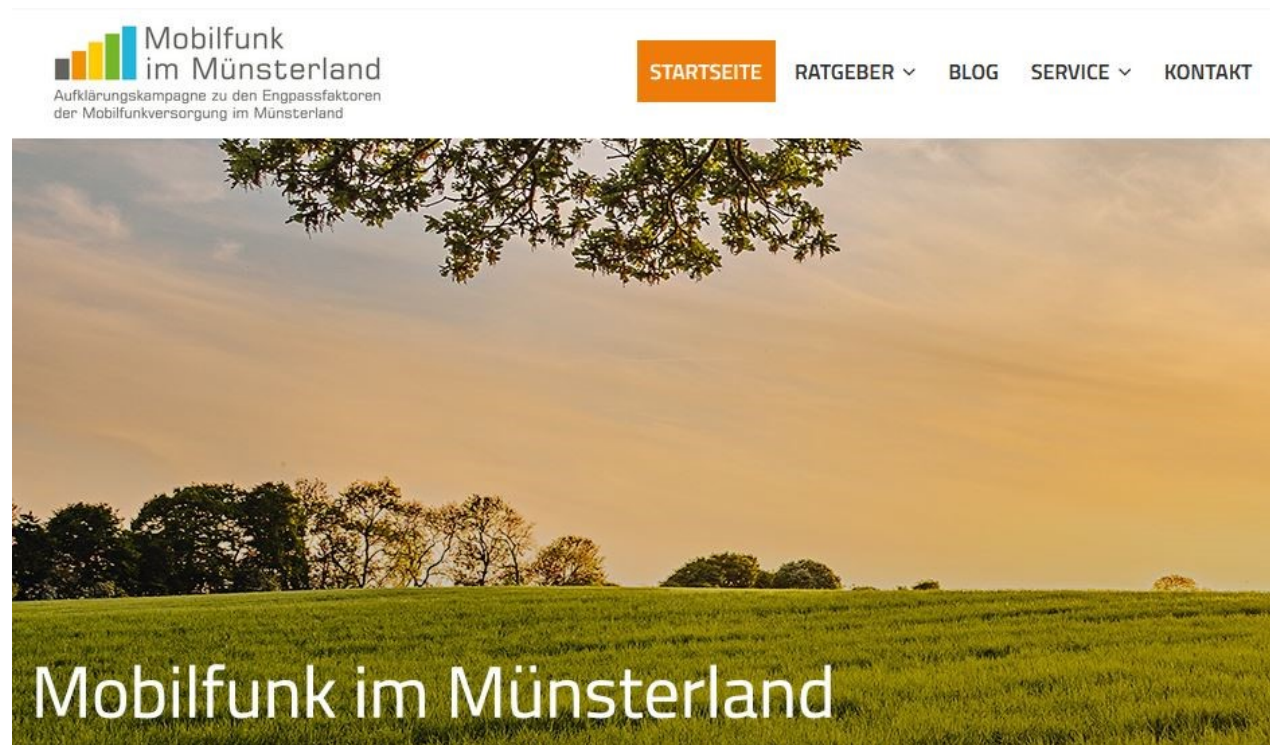 Mobilfunk
im Münsterland
Aufklärungskampagne zu den Engpassfaktoren
der Mobilfunkversorgung im Münsterland
STARTSEITE RATGEBER BLOG SERVICE KONTAKT
Mobilfunk im Münsterland